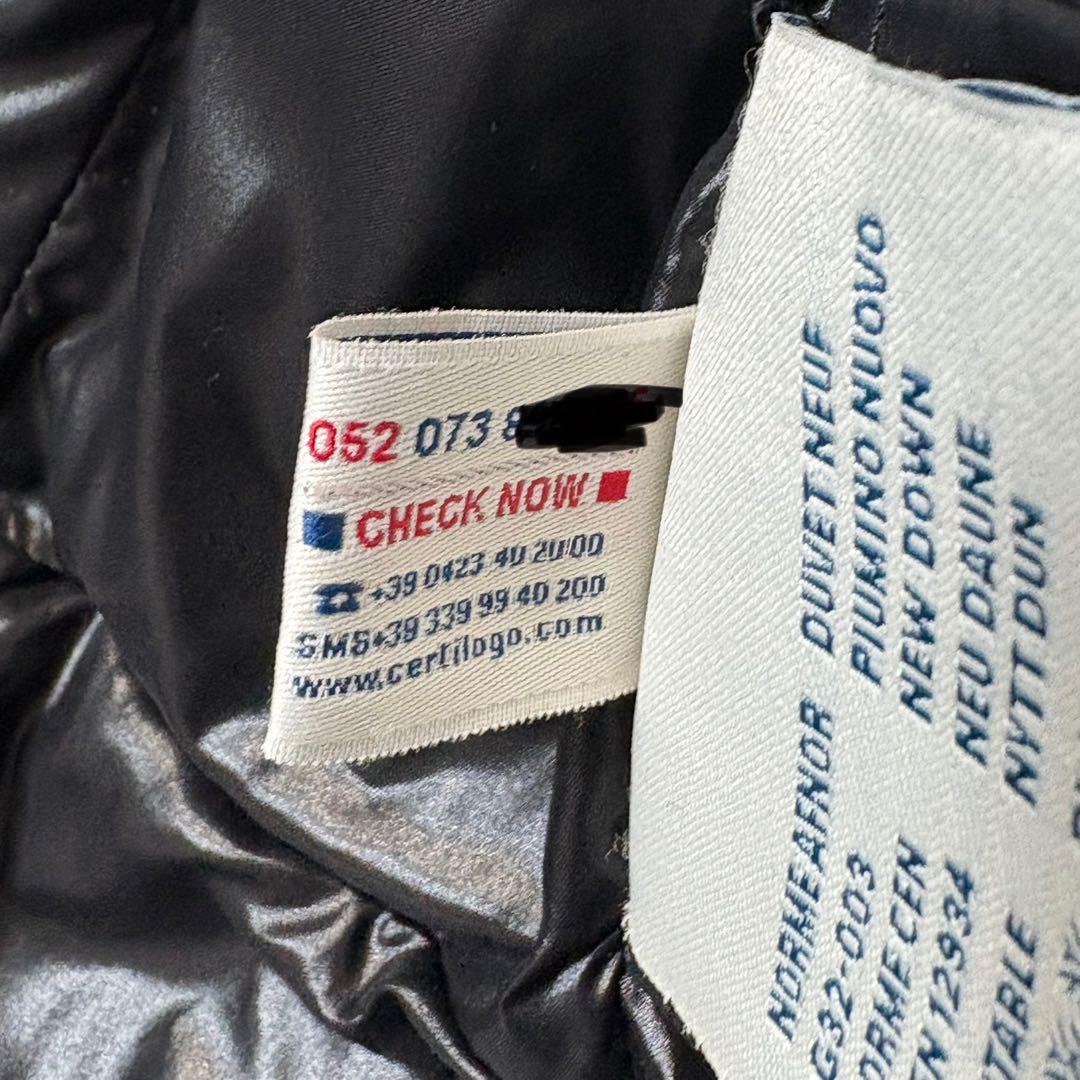 052 073 8
CHECK NOW
+39 0423 40 20 00
SMS+39 339 99 40 200
www.certilogo.com
DUVET NEUF
PIUMINO NUOVO
NEW DOWN
NEU DAUNE
NYTT DUN
NORME AFNOR
G32-003
NORME CEN
EN 12934